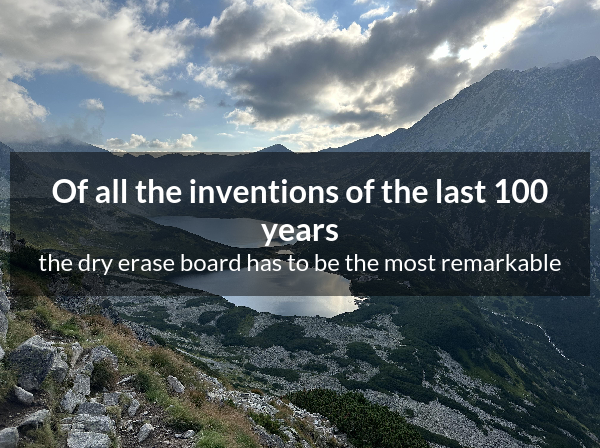 Of all the inventions of the last 100
years
the dry erase board has to be the most remarkable